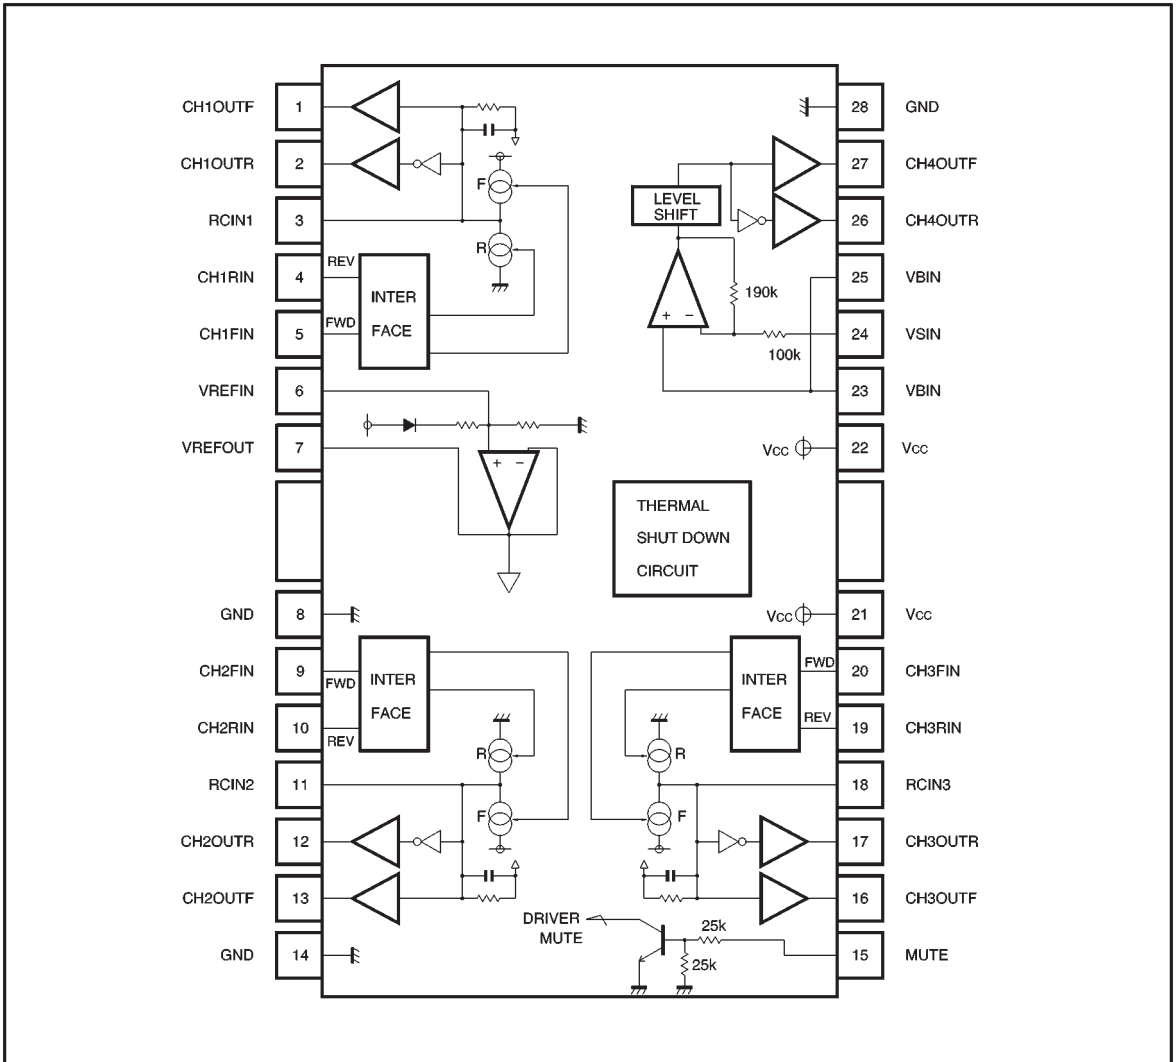 CH1OUTF 1
CH1OUTR 2
RCIN1 3
CH1RIN 4 REV
CH1FIN 5 FWD
INTER
FACE
F
R
VREFIN 6
VREFOUT 7
+ −
GND 8
CH2FIN 9 FWD
CH2RIN 10 REV
INTER
FACE
R
F
RCIN2 11
CH2OUTR 12
CH2OUTF 13
GND 14
28 GND
27 CH4OUTF
26 CH4OUTR
LEVEL
SHIFT
25 VBIN
190k
+ −
24 VSIN
100k
23 VBIN
Vcc 22 Vcc
THERMAL
SHUT DOWN
CIRCUIT
Vcc 21 Vcc
FWD 20 CH3FIN
REV 19 CH3RIN
INTER
FACE
R
F
18 RCIN3
17 CH3OUTR
16 CH3OUTF
DRIVER
MUTE
25k
25k
15 MUTE